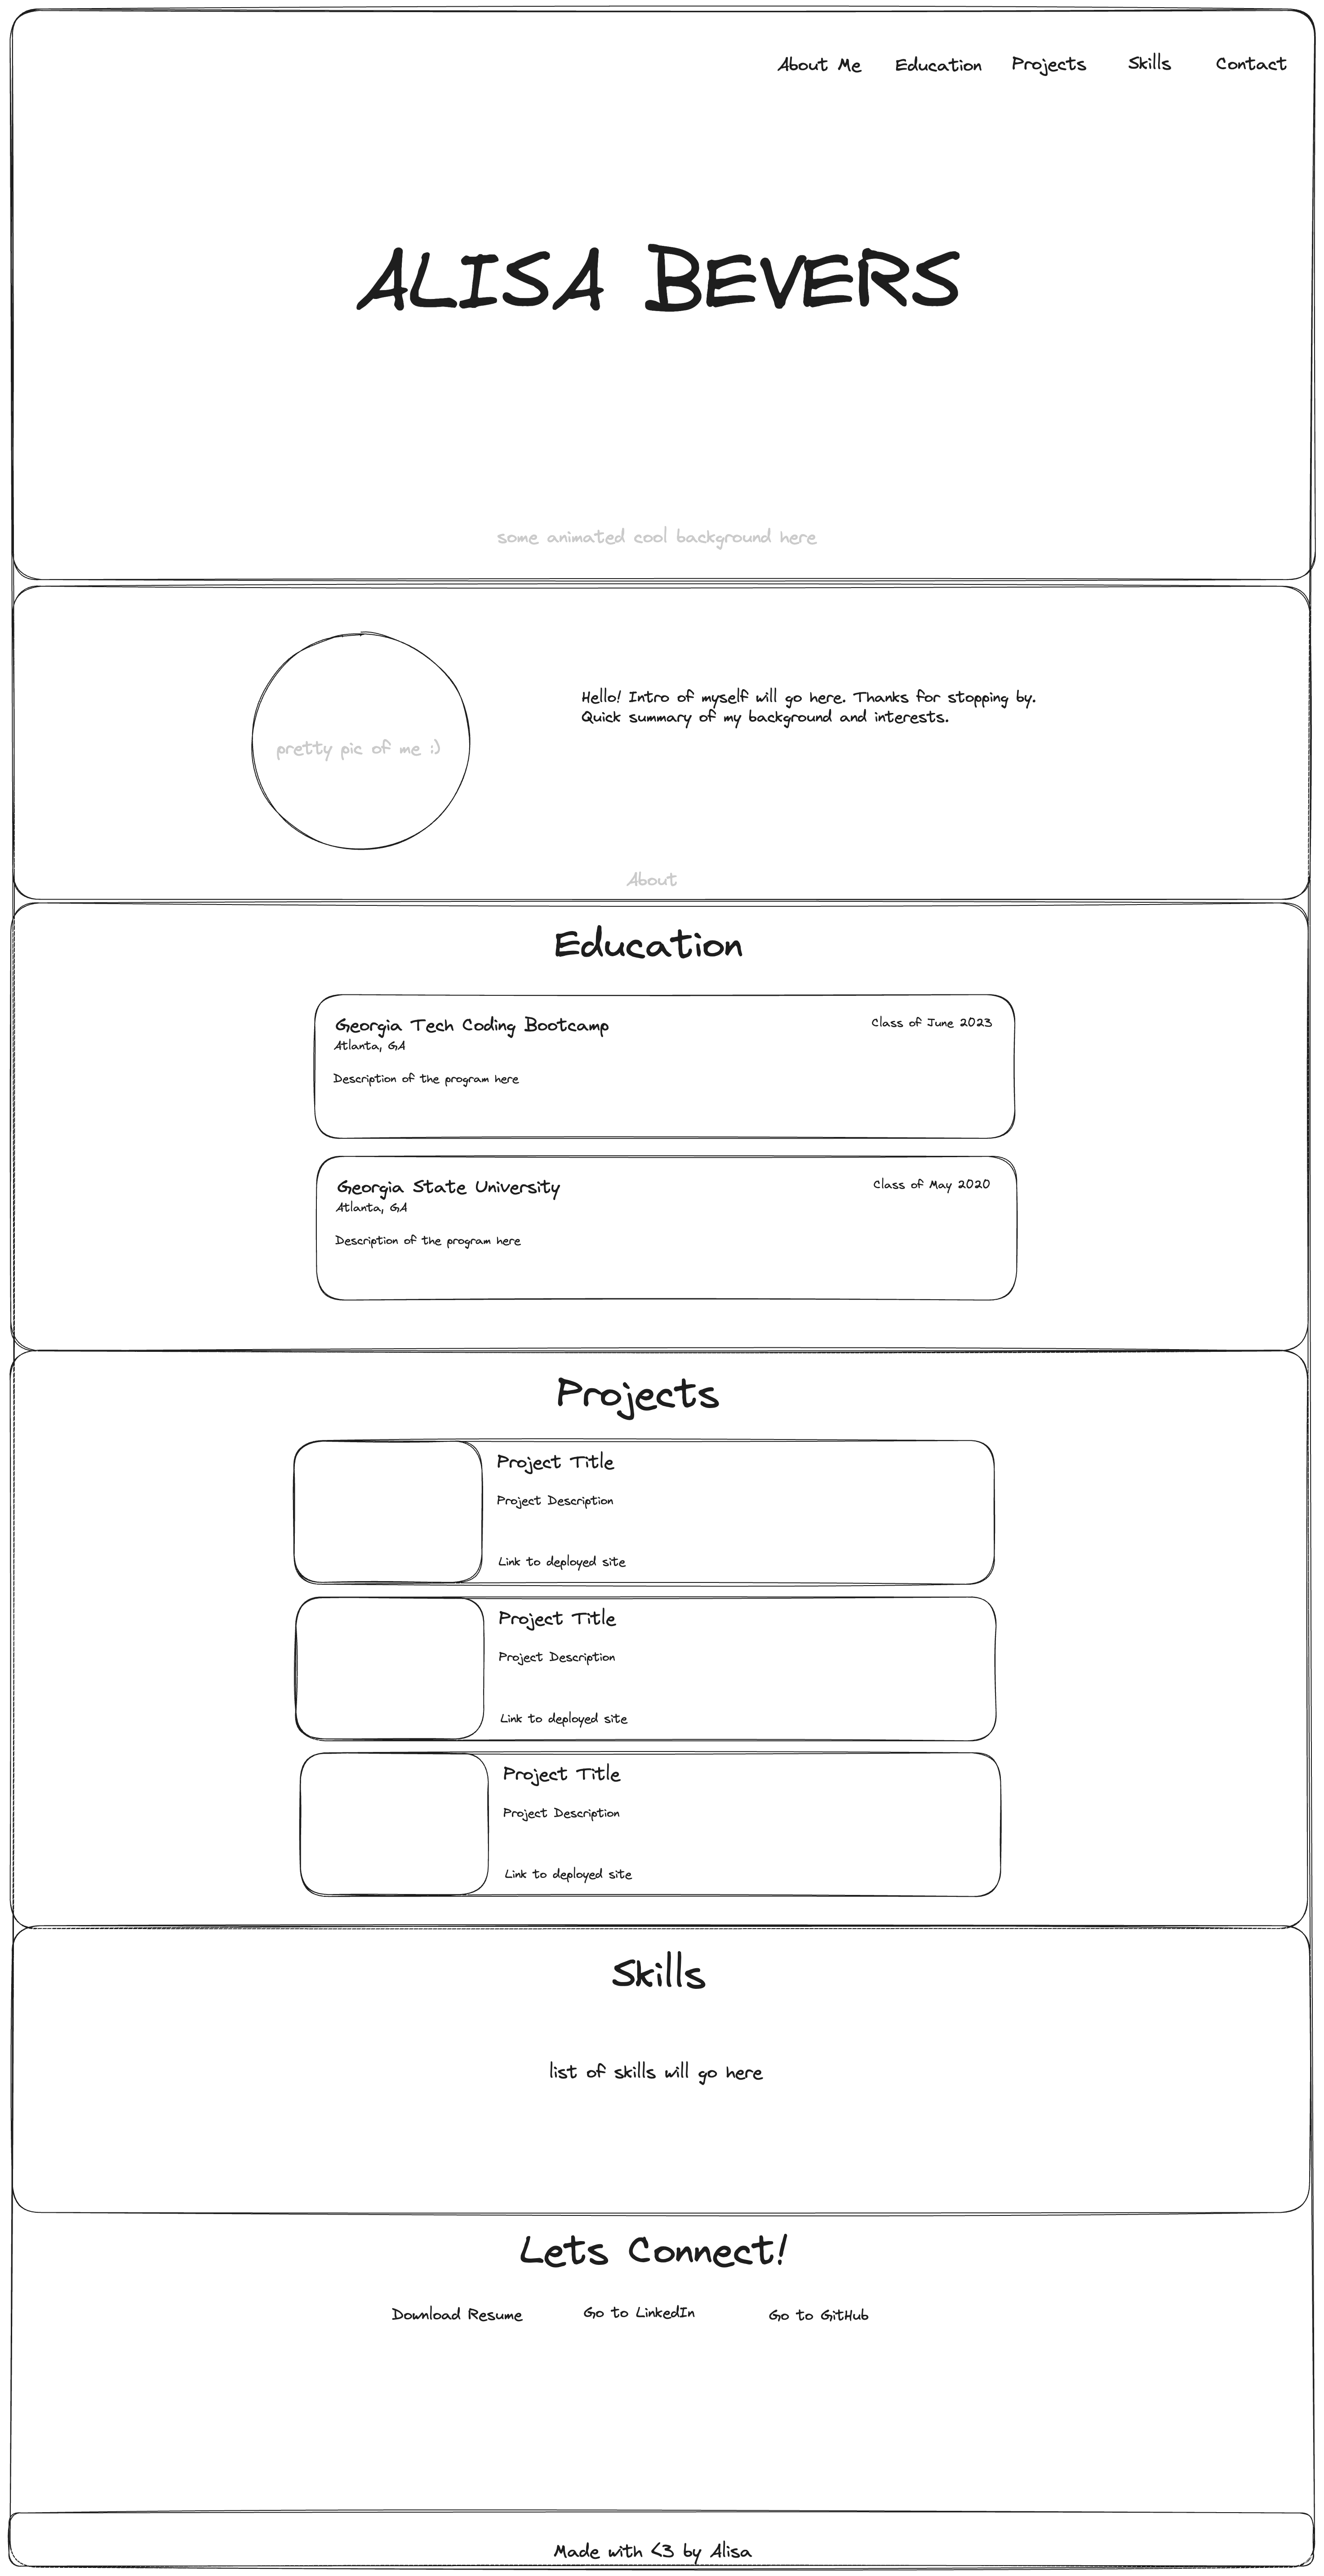 About Me Education Projects Skills Contact
ALISA BEVERS
some animated cool background here
pretty pic of me :)
Hello! Intro of myself will go here. Thanks for stopping by.
Quick summary of my background and interests.
About
Education
Georgia Tech Coding Bootcamp
Class of June 2023
Atlanta, GA
Description of the program here
Georgia State University
Class of May 2020
Atlanta, GA
Description of the program here
Projects
Project Title
Project Description
Link to deployed site
Project Title
Project Description
Link to deployed site
Project Title
Project Description
Link to deployed site
Skills
list of skills will go here
Lets Connect!
Download Resume Go to LinkedIn Go to GitHub
Made with <3 by Alisa